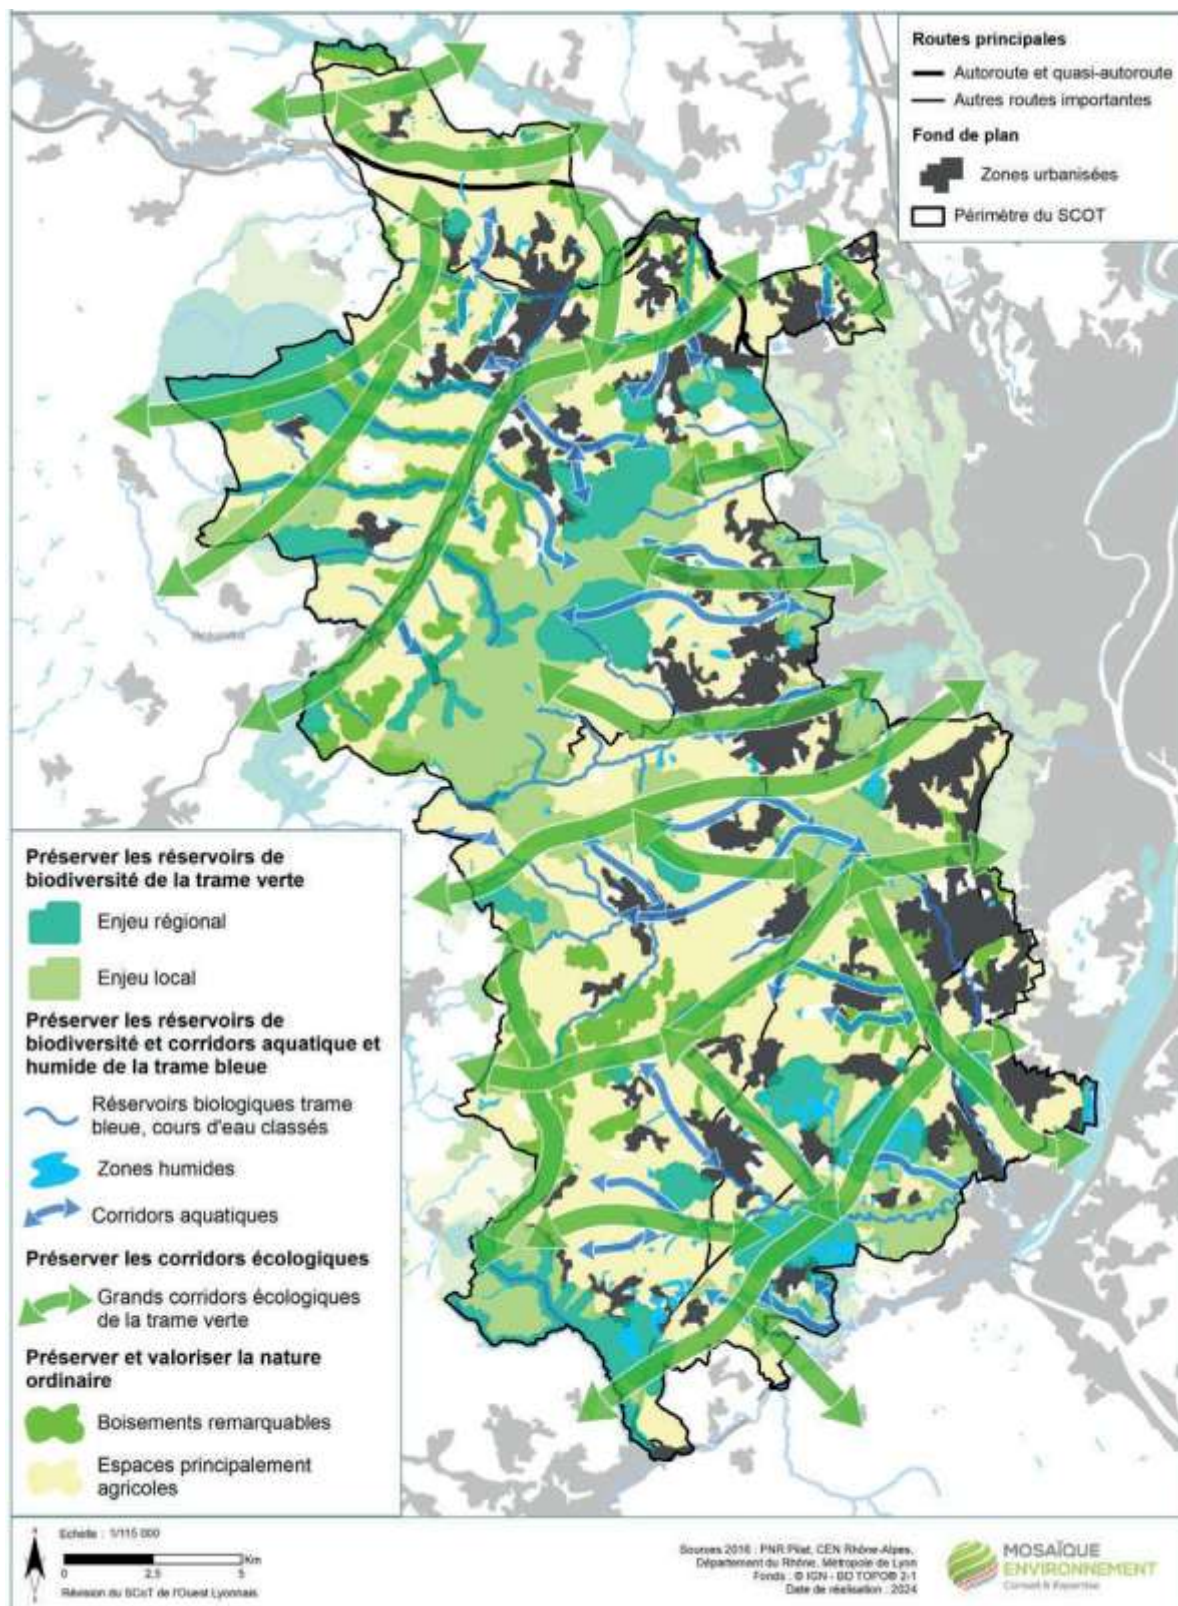 Routes principales
Autoroute et quasi-autoroute
Autres routes importantes
Fond de plan
Zones urbanisées
Périmètre du SCOT
Préserver les réservoirs de
biodiversité de la trame verte
Enjeu régional
Enjeu local
Préserver les réservoirs de
biodiversité et corridors aquatique et
humide de la trame bleue
Réservoirs biologiques trame
bleue, cours d'eau classés
Zones humides
Corridors aquatiques
Préserver les corridors écologiques
Grands corridors écologiques
de la trame verte
Préserver et valoriser la nature
ordinaire
Boisements remarquables
Espaces principalement
agricoles
Echelle : 1/115 000
Km
0 2,5 5
Révision du SCoT de l'Ouest Lyonnais
Sources 2016 : PNR Pilat, CEN Rhône-Alpes,
Département du Rhône, Métropole de Lyon
Fonds : © IGN - BD TOPO® 2-1
Date de réalisation : 2024
MOSAÏQUE
ENVIRONNEMENT
Conseil & Expertise